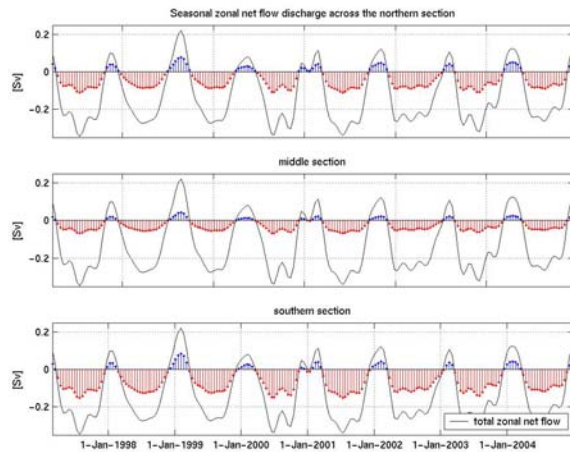 Seasonal zonal net flow discharge across the northern section
0.2
0
−0.2
[Sv]
middle section
0.2
0
−0.2
[Sv]
southern section
0.2
0
−0.2
[Sv]
total zonal net flow
1−Jan−1998 1−Jan−1999 1−Jan−2000 1−Jan−2001 1−Jan−2002 1−Jan−2003 1−Jan−2004